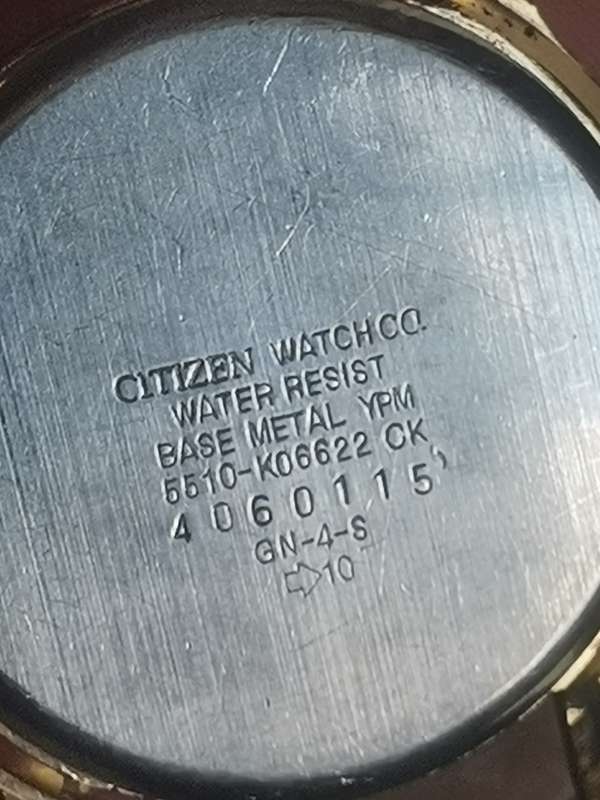 CITIZEN WATCH CO.
WATER RESIST
BASE METAL YPM
5510-K06622 CK
4060115
GN-4-S
⇨10